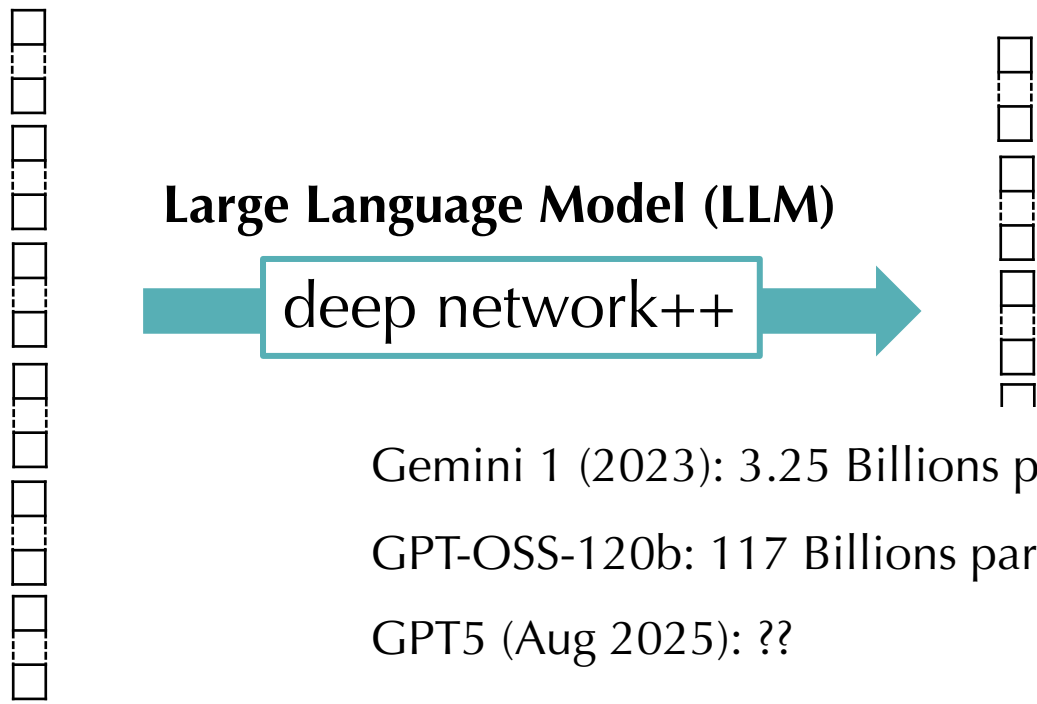 Large Language Model (LLM)
deep network++
Gemini 1 (2023): 3.25 Billions p
GPT-OSS-120b: 117 Billions par
GPT5 (Aug 2025): ??